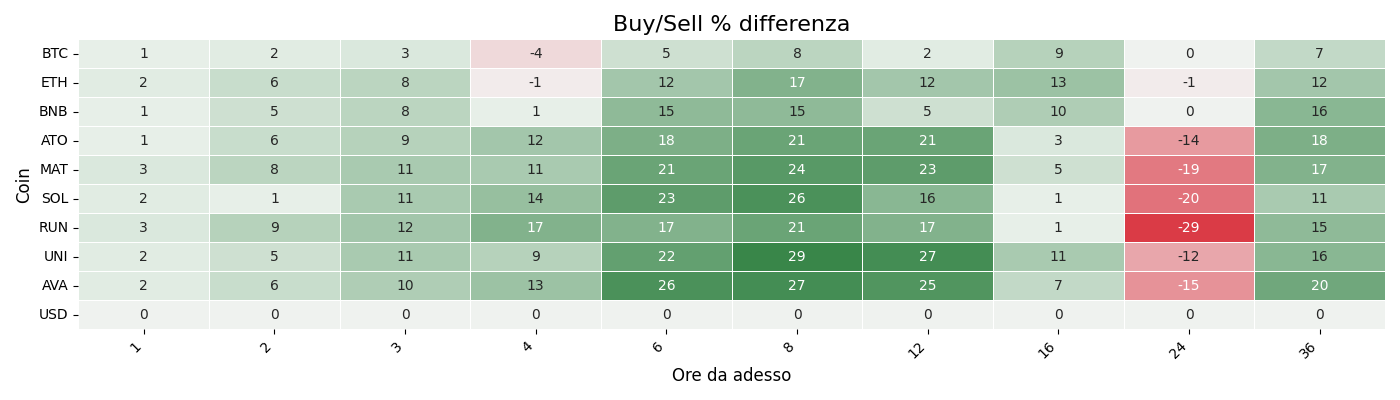 Buy/Sell % differenza
Coin
BTC 1 2 3 -4 5 8 2 9 0 7
ETH 2 6 8 -1 12 17 12 13 -1 12
BNB 1 5 8 1 15 15 5 10 0 16
ATO 1 6 9 12 18 21 21 3 -14 18
MAT 3 8 11 11 21 24 23 5 -19 17
SOL 2 1 11 14 23 26 16 1 -20 11
RUN 3 9 12 17 17 21 17 1 -29 15
UNI 2 5 11 9 22 29 27 11 -12 16
AVA 2 6 10 13 26 27 25 7 -15 20
USD 0 0 0 0 0 0 0 0 0 0
1 2 3 4 6 8 12 16 24 36
Ore da adesso